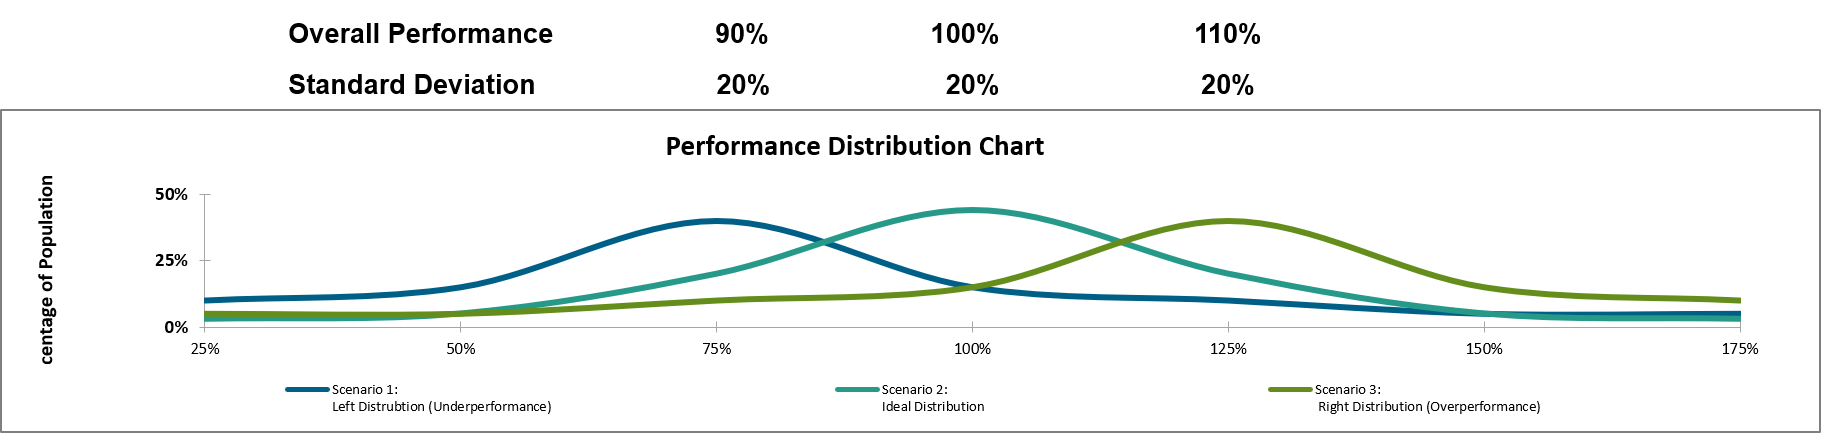 Overall Performance 90% 100% 110%
Standard Deviation 20% 20% 20%
Performance Distribution Chart
centage of Population
50%
25%
0%
25% 50% 75% 100% 125% 150% 175%
Scenario 1: Scenario 2: Scenario 3:
Left Distrubtion (Underperformance) Ideal Distribution Right Distribution (Overperformance)